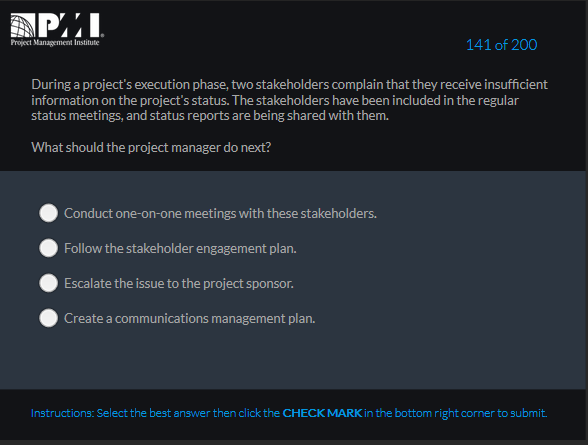 PMI
Project Management Institute
141 of 200
During a project's execution phase, two stakeholders complain that they receive insufficient
information on the project's status. The stakeholders have been included in the regular
status meetings, and status reports are being shared with them.
What should the project manager do next?
Conduct one-on-one meetings with these stakeholders.
Follow the stakeholder engagement plan.
Escalate the issue to the project sponsor.
Create a communications management plan.
Instructions: Select the best answer then click the CHECK MARK in the bottom right corner to submit.